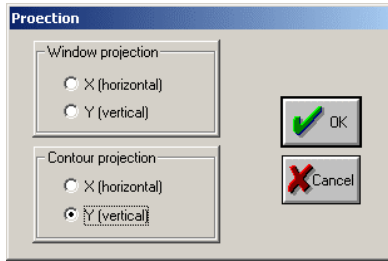 Proection
Window projection
X (horizontal)
Y (vertical)
OK
Contour projection
Cancel
X (horizontal)
Y (vertical)